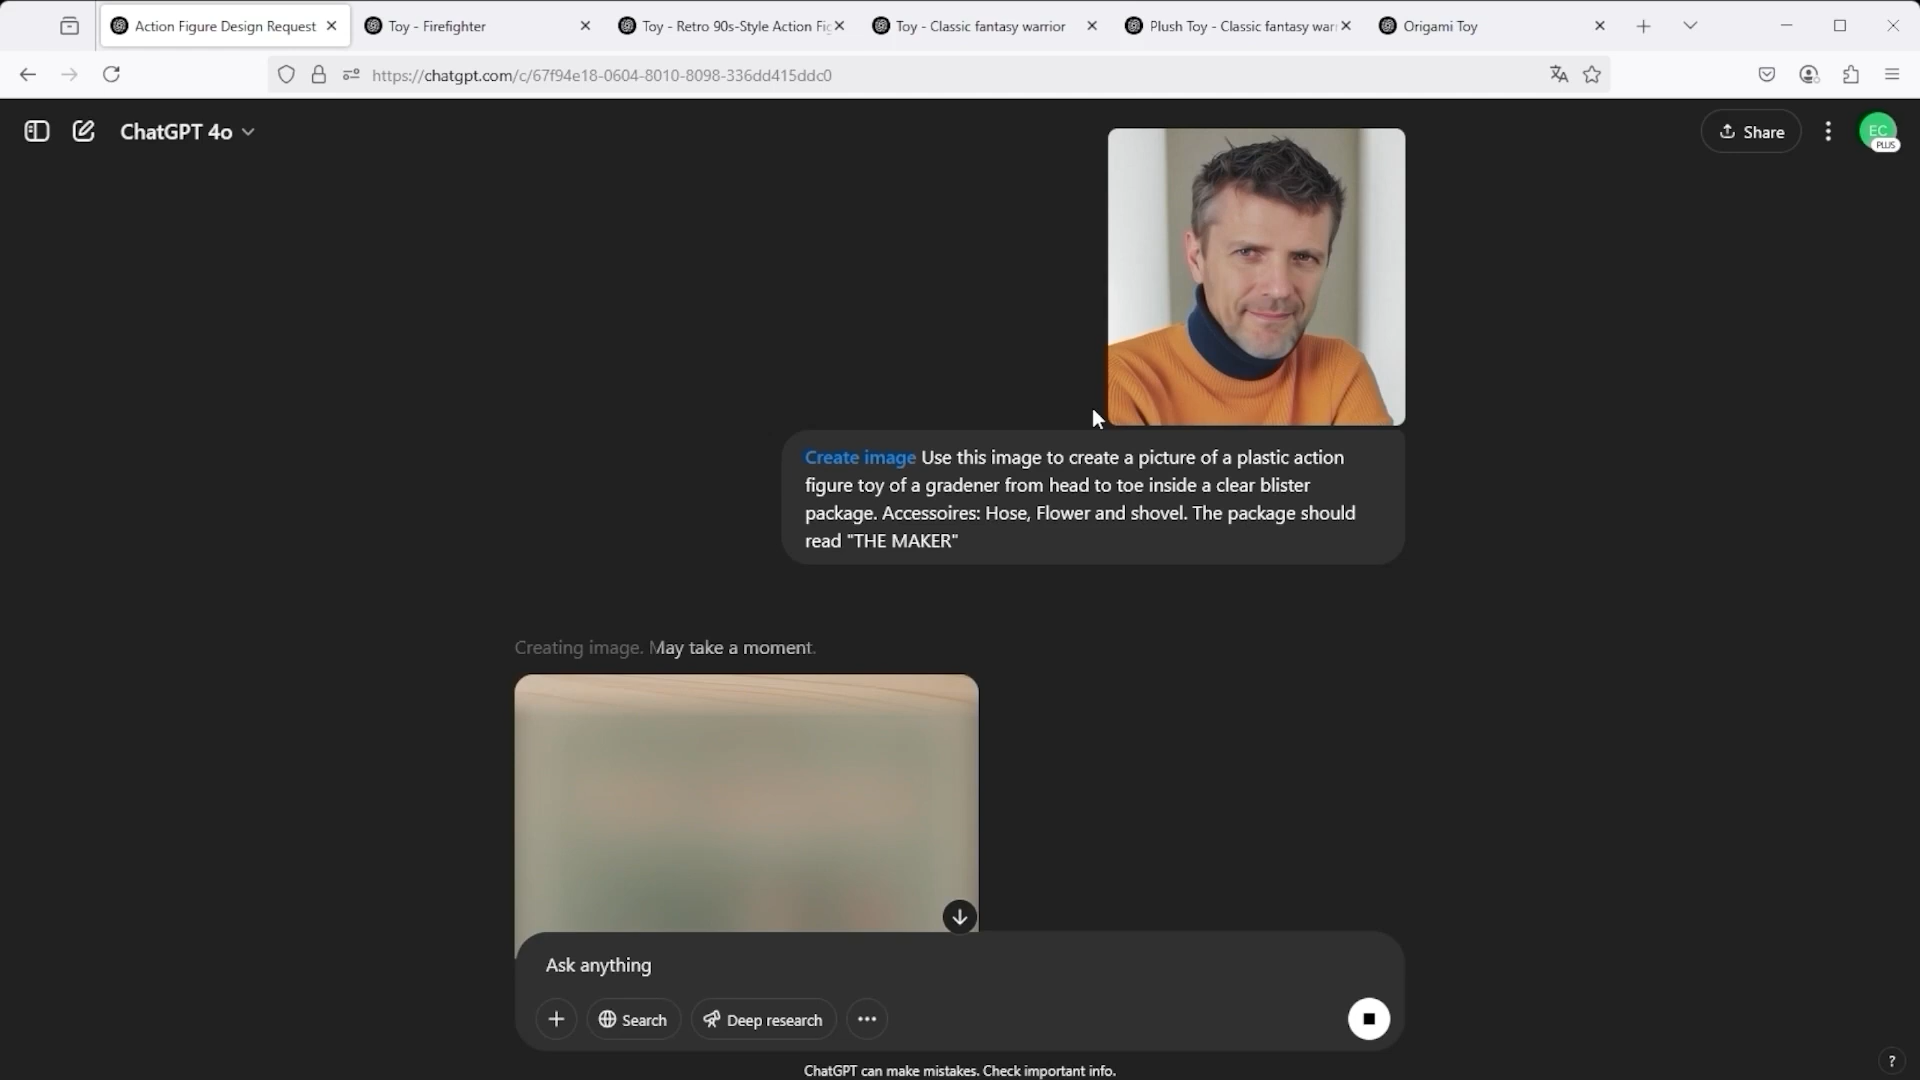 Action Figure Design Request
Toy - Firefighter
Toy - Retro 90s-Style Action Fig
Toy - Classic fantasy warrior
Plush Toy - Classic fantasy war
Origami Toy
https://chatgpt.com/c/67f94e18-0604-8010-8098-336dd415ddc0
ChatGPT 4o
Share
EC
PLUS
Create image Use this image to create a picture of a plastic action
figure toy of a gradener from head to toe inside a clear blister
package. Accessoires: Hose, Flower and shovel. The package should
read "THE MAKER"
Creating image. May take a moment.
Ask anything
Search
Deep research
ChatGPT can make mistakes. Check important info.
?